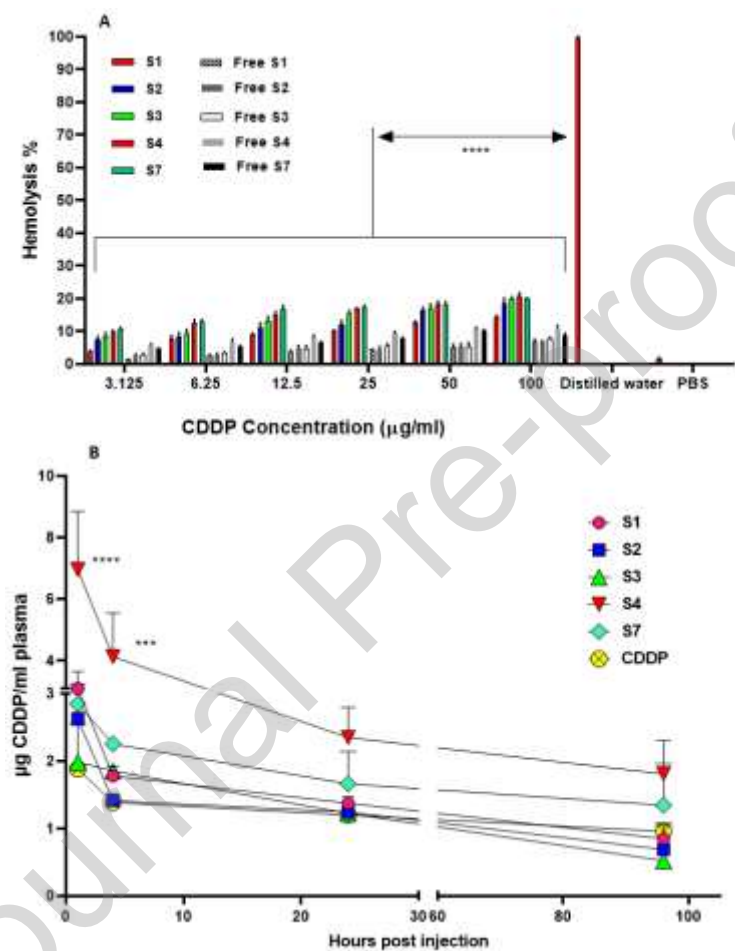 A
Hemolysis %
100
90
80
70
60
50
40
30
20
10
0
S1
S2
S3
S4
S7
Free S1
Free S2
Free S3
Free S4
Free S7
****
3.125 6.25 12.5 25 50 100 Distilled water PBS
CDDP Concentration (µg/ml)
B
µg CDDP/ml plasma
10
8
6
4
3
2
1
0
****
***
S1
S2
S3
S4
S7
CDDP
0 10 20 30 60 80 100
Hours post injection
Journal Pre-proo